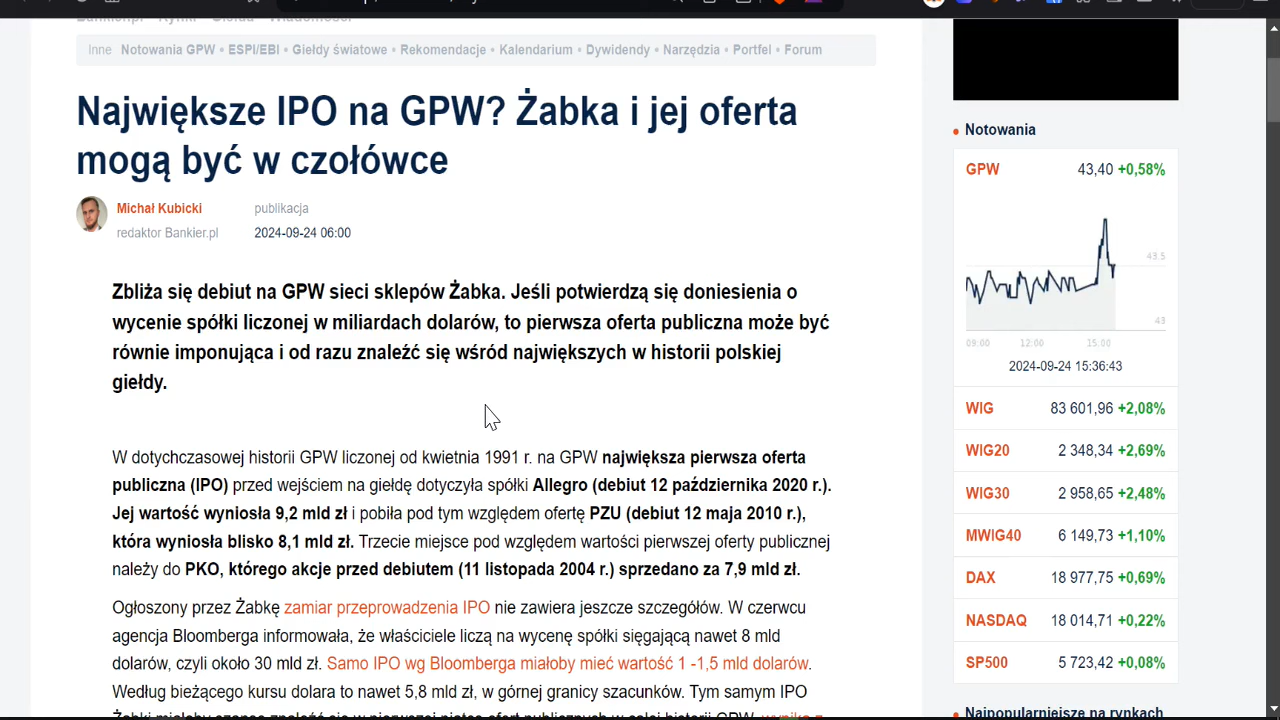 Bankier.pl Rynki Giełda Wiadomości
Inne Notowania GPW • ESPI/EBI • Giełdy światowe • Rekomendacje • Kalendarium • Dywidendy • Narzędzia • Portfel • Forum
Największe IPO na GPW? Żabka i jej oferta
mogą być w czołówce
Michał Kubicki
redaktor Bankier.pl
publikacja
2024-09-24 06:00
Zbliża się debiut na GPW sieci sklepów Żabka. Jeśli potwierdzą się doniesienia o
wycenie spółki liczonej w miliardach dolarów, to pierwsza oferta publiczna może być
równie imponująca i od razu znaleźć się wśród największych w historii polskiej
giełdy.
W dotychczasowej historii GPW liczonej od kwietnia 1991 r. na GPW największa pierwsza oferta
publiczna (IPO) przed wejściem na giełdę dotyczyła spółki Allegro (debiut 12 października 2020 r.).
Jej wartość wyniosła 9,2 mld zł i pobiła pod tym względem ofertę PZU (debiut 12 maja 2010 r.),
która wyniosła blisko 8,1 mld zł. Trzecie miejsce pod względem wartości pierwszej oferty publicznej
należy do PKO, którego akcje przed debiutem (11 listopada 2004 r.) sprzedano za 7,9 mld zł.
Ogłoszony przez Żabkę zamiar przeprowadzenia IPO nie zawiera jeszcze szczegółów. W czerwcu
agencja Bloomberga informowała, że właściciele liczą na wycenę spółki sięgającą nawet 8 mld
dolarów, czyli około 30 mld zł. Samo IPO wg Bloomberga miałoby mieć wartość 1 -1,5 mld dolarów.
Według bieżącego kursu dolara to nawet 5,8 mld zł, w górnej granicy szacunków. Tym samym IPO
Notowania
GPW 43,40 +0,58%
43.5
43
09:00 12:00 15:00
2024-09-24 15:36:43
WIG 83 601,96 +2,08%
WIG20 2 348,34 +2,69%
WIG30 2 958,65 +2,48%
MWIG40 6 149,73 +1,10%
DAX 18 977,75 +0,69%
NASDAQ 18 014,71 +0,22%
SP500 5 723,42 +0,08%
Najpopularniejsze na rynkach